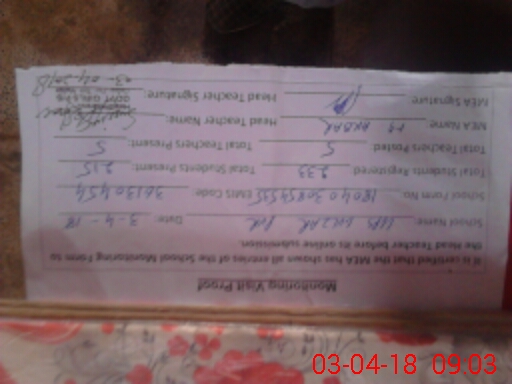 Monitoring Visit Proof
It is certified that the MEA has shown all entries of the School Monitoring Form to
the Head Teacher before its online submission.
School Name Date: 3-4-18
School Form No EMIS Code: 36130454
Total Students Registered 233 Total Students Present: 215
Total Teachers Posted 5 Total Teachers Present: 5
MEA Name: Head Teacher Name:
MEA Signature Head Teacher Signature:
03-04-18 09:03